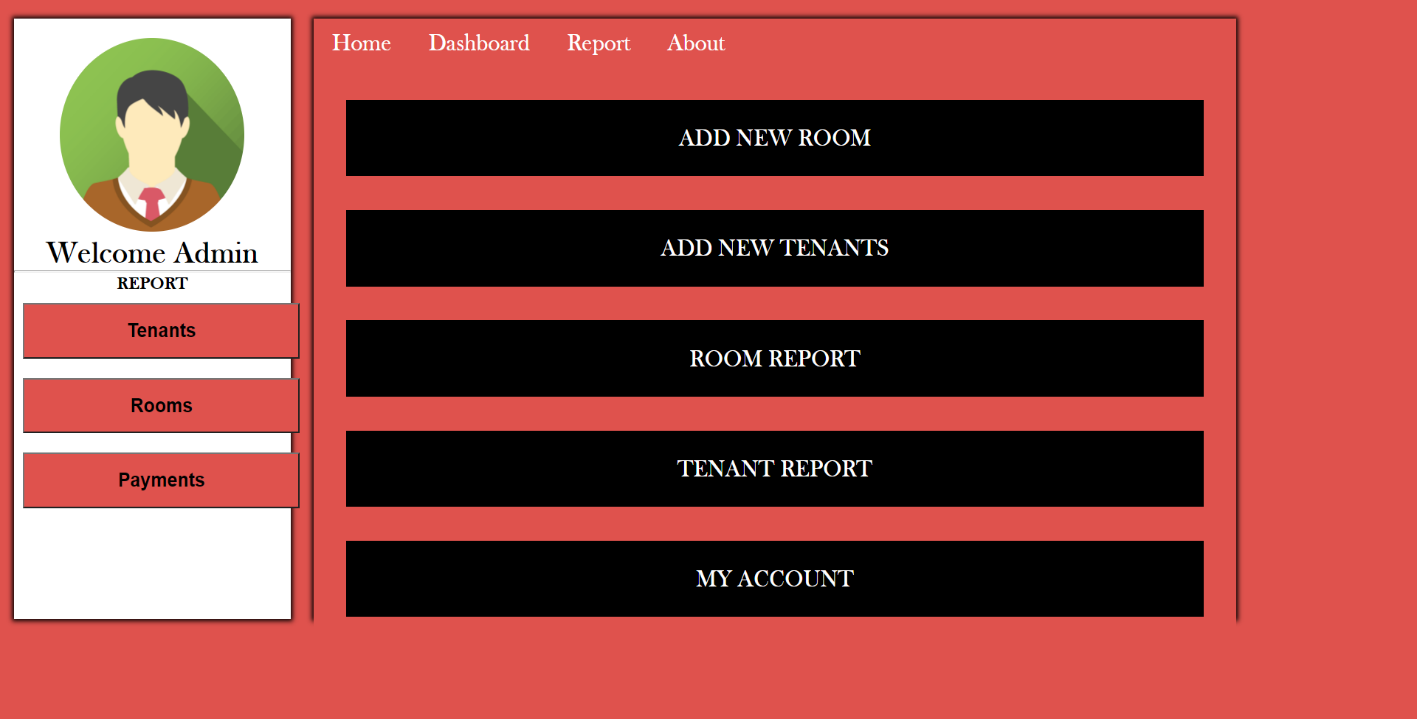 Welcome Admin
REPORT
Tenants
Rooms
Payments
Home Dashboard Report About
ADD NEW ROOM
ADD NEW TENANTS
ROOM REPORT
TENANT REPORT
MY ACCOUNT